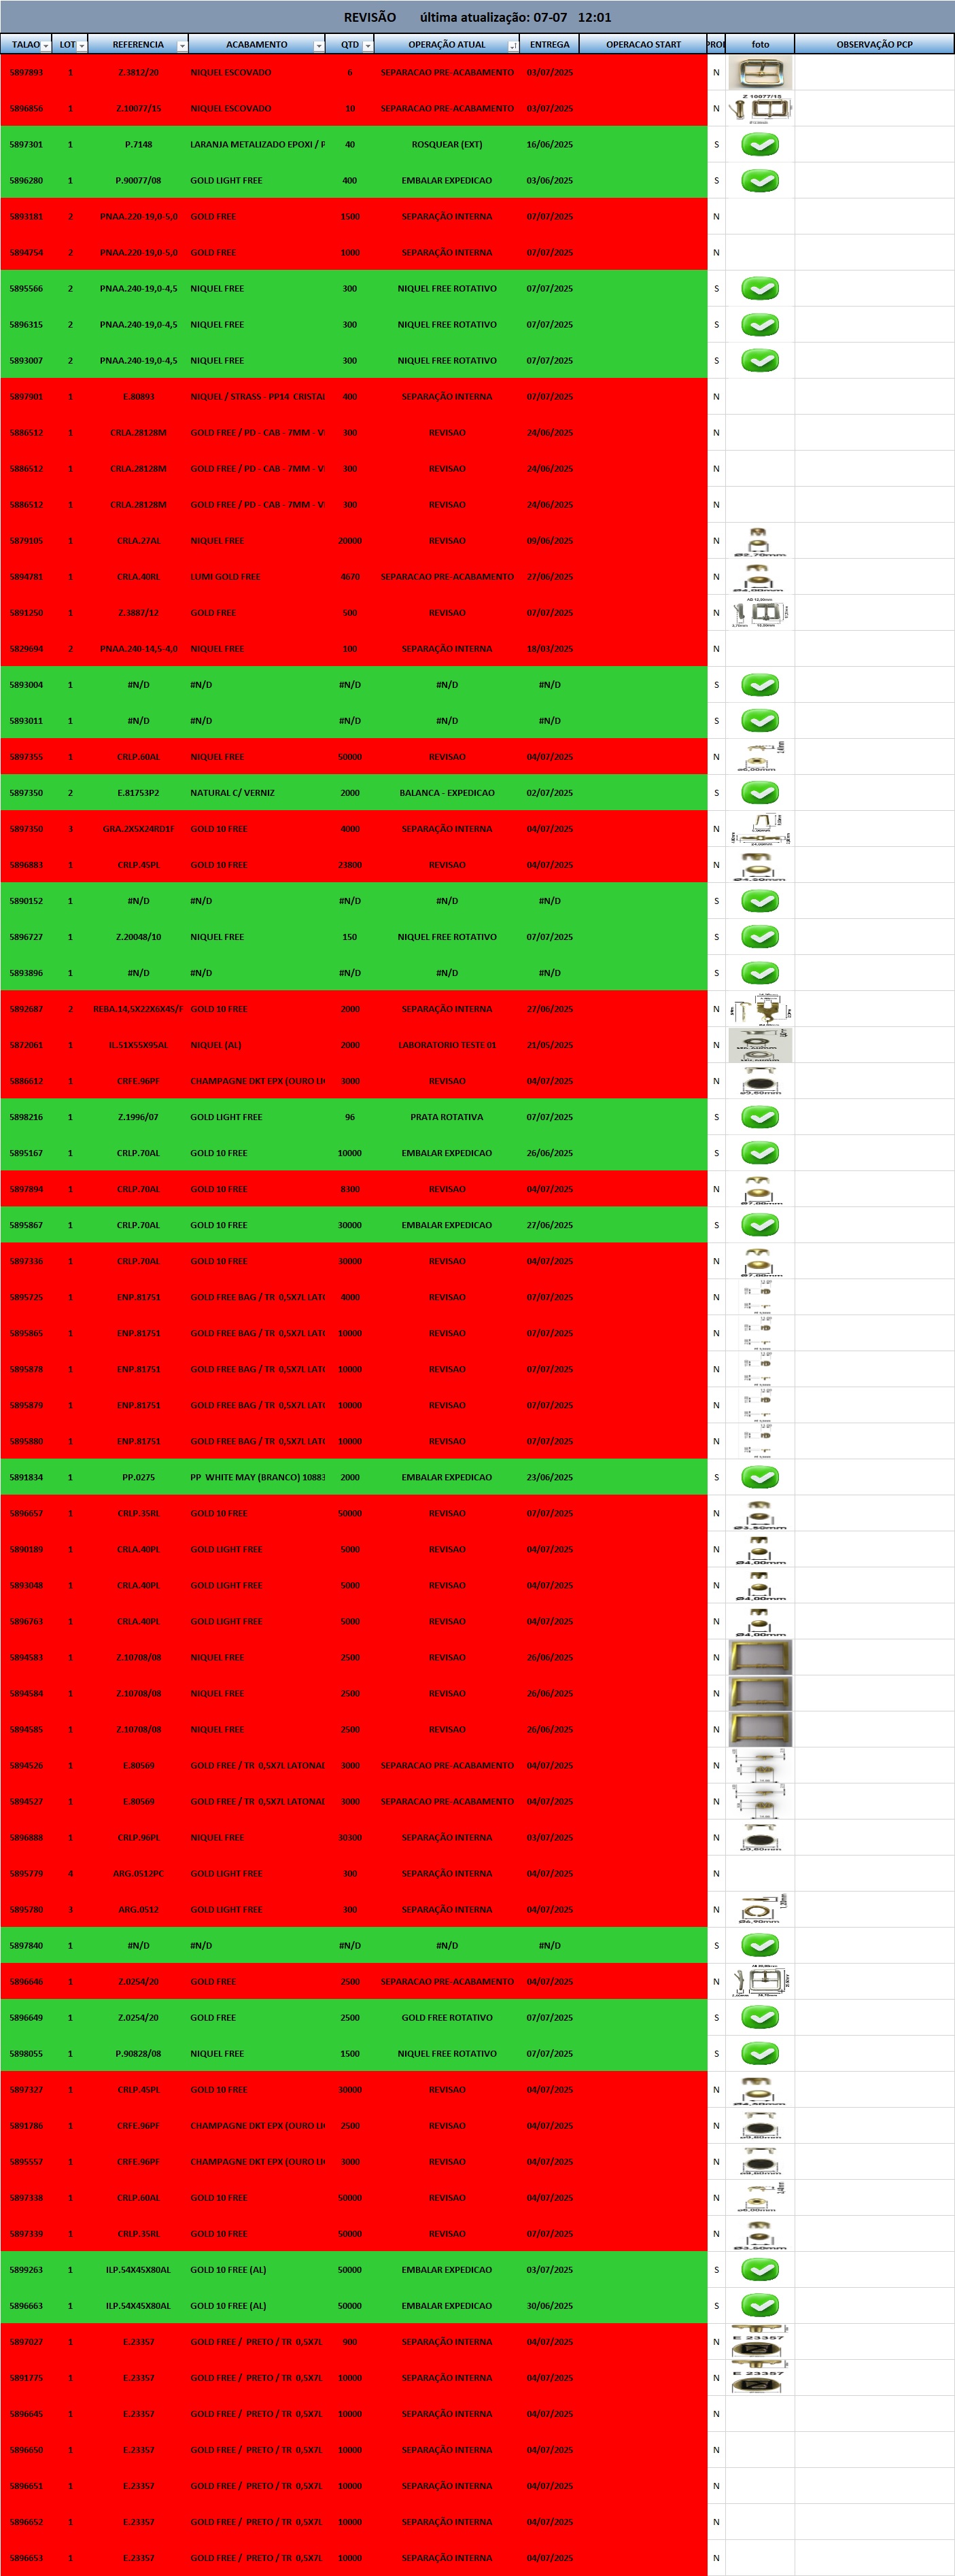 REVISÃO última atualização: 07-07 12:01
TALAO LOT REFERENCIA ACABAMENTO QTD OPERAÇÃO ATUAL ENTREGA OPERACAO START PROI foto OBSERVAÇÃO PCP
5897893 1 Z.3812/20 NIQUEL ESCOVADO 6 SEPARACAO PRE-ACABAMENTO 03/07/2025 N
5896856 1 Z.10077/15 NIQUEL ESCOVADO 10 SEPARACAO PRE-ACABAMENTO 03/07/2025 N Z 10077/15
5897301 1 P.7148 LARANJA METALIZADO EPOXI / F 40 ROSQUEAR (EXT) 16/06/2025 S
5896280 1 P.90077/08 GOLD LIGHT FREE 400 EMBALAR EXPEDICAO 03/06/2025 S
5893181 2 PNAA.220-19,0-5,0 GOLD FREE 1500 SEPARAÇÃO INTERNA 07/07/2025 N
5894754 2 PNAA.220-19,0-5,0 GOLD FREE 1000 SEPARAÇÃO INTERNA 07/07/2025 N
5895566 2 PNAA.240-19,0-4,5 NIQUEL FREE 300 NIQUEL FREE ROTATIVO 07/07/2025 S
5896315 2 PNAA.240-19,0-4,5 NIQUEL FREE 300 NIQUEL FREE ROTATIVO 07/07/2025 S
5893007 2 PNAA.240-19,0-4,5 NIQUEL FREE 300 NIQUEL FREE ROTATIVO 07/07/2025 S
5897901 1 E.80893 NIQUEL / STRASS - PP14 CRISTAL 400 SEPARAÇÃO INTERNA 07/07/2025 N
5886512 1 CRLA.28128M GOLD FREE / PD - CAB - 7MM - VI 300 REVISAO 24/06/2025 N
5886512 1 CRLA.28128M GOLD FREE / PD - CAB - 7MM - VI 300 REVISAO 24/06/2025 N
5886512 1 CRLA.28128M GOLD FREE / PD - CAB - 7MM - VI 300 REVISAO 24/06/2025 N
5879105 1 CRLA.27AL NIQUEL FREE 20000 REVISAO 09/06/2025 N Ø2,70mm
5894781 1 CRLA.40RL LUMI GOLD FREE 4670 SEPARACAO PRE-ACABAMENTO 27/06/2025 N Ø4,00mm
5891250 1 Z.3887/12 GOLD FREE 500 REVISAO 07/07/2025 N
5829694 2 PNAA.240-14,5-4,0 NIQUEL FREE 100 SEPARAÇÃO INTERNA 18/03/2025 N
5893004 1 #N/D #N/D #N/D #N/D #N/D S
5893011 1 #N/D #N/D #N/D #N/D #N/D S
5897355 1 CRLP.60AL NIQUEL FREE 50000 REVISAO 04/07/2025 N
5897350 2 E.81753P2 NATURAL C/ VERNIZ 2000 BALANCA - EXPEDICAO 02/07/2025 S
5897350 3 GRA.2X5X24RD1F GOLD 10 FREE 4000 SEPARAÇÃO INTERNA 04/07/2025 N
5896883 1 CRLP.45PL GOLD 10 FREE 23800 REVISAO 04/07/2025 N Ø4,50mm
5890152 1 #N/D #N/D #N/D #N/D #N/D S
5896727 1 Z.20048/10 NIQUEL FREE 150 NIQUEL FREE ROTATIVO 07/07/2025 S
5893896 1 #N/D #N/D #N/D #N/D #N/D S
5892687 2 REBA.14,5X22X6X45/F GOLD 10 FREE 2000 SEPARAÇÃO INTERNA 27/06/2025 N
5872061 1 IL.51X55X95AL NIQUEL (AL) 2000 LABORATORIO TESTE 01 21/05/2025 N
5886612 1 CRFE.96PF CHAMPAGNE DKT EPX (OURO LI 3000 REVISAO 04/07/2025 N
5898216 1 Z.1996/07 GOLD LIGHT FREE 96 PRATA ROTATIVA 07/07/2025 S
5895167 1 CRLP.70AL GOLD 10 FREE 10000 EMBALAR EXPEDICAO 26/06/2025 S
5897894 1 CRLP.70AL GOLD 10 FREE 8300 REVISAO 04/07/2025 N Ø7,00mm
5895867 1 CRLP.70AL GOLD 10 FREE 30000 EMBALAR EXPEDICAO 27/06/2025 S
5897336 1 CRLP.70AL GOLD 10 FREE 30000 REVISAO 04/07/2025 N Ø7,00mm
5895725 1 ENP.81751 GOLD FREE BAG / TR 0,5X7L LAT 4000 REVISAO 07/07/2025 N
5895865 1 ENP.81751 GOLD FREE BAG / TR 0,5X7L LAT 10000 REVISAO 07/07/2025 N
5895878 1 ENP.81751 GOLD FREE BAG / TR 0,5X7L LAT 10000 REVISAO 07/07/2025 N
5895879 1 ENP.81751 GOLD FREE BAG / TR 0,5X7L LAT 10000 REVISAO 07/07/2025 N
5895880 1 ENP.81751 GOLD FREE BAG / TR 0,5X7L LAT 10000 REVISAO 07/07/2025 N
5891834 1 PP.0275 PP WHITE MAY (BRANCO) 10883 2000 EMBALAR EXPEDICAO 23/06/2025 S
5896657 1 CRLP.35RL GOLD 10 FREE 50000 REVISAO 07/07/2025 N Ø3,50mm
5890189 1 CRLA.40PL GOLD LIGHT FREE 5000 REVISAO 04/07/2025 N Ø4,00mm
5893048 1 CRLA.40PL GOLD LIGHT FREE 5000 REVISAO 04/07/2025 N Ø4,00mm
5896763 1 CRLA.40PL GOLD LIGHT FREE 5000 REVISAO 04/07/2025 N Ø4,00mm
5894583 1 Z.10708/08 NIQUEL FREE 2500 REVISAO 26/06/2025 N
5894584 1 Z.10708/08 NIQUEL FREE 2500 REVISAO 26/06/2025 N
5894585 1 Z.10708/08 NIQUEL FREE 2500 REVISAO 26/06/2025 N
5894526 1 E.80569 GOLD FREE / TR 0,5X7L LATONAD 3000 SEPARACAO PRE-ACABAMENTO 04/07/2025 N
5894527 1 E.80569 GOLD FREE / TR 0,5X7L LATONAD 3000 SEPARACAO PRE-ACABAMENTO 04/07/2025 N
5896888 1 CRLP.96PL NIQUEL FREE 30300 SEPARAÇÃO INTERNA 03/07/2025 N
5895779 4 ARG.0512PC GOLD LIGHT FREE 300 SEPARAÇÃO INTERNA 04/07/2025 N
5895780 3 ARG.0512 GOLD LIGHT FREE 300 SEPARAÇÃO INTERNA 04/07/2025 N Ø6,90mm
5897840 1 #N/D #N/D #N/D #N/D #N/D S
5896646 1 Z.0254/20 GOLD FREE 2500 SEPARACAO PRE-ACABAMENTO 04/07/2025 N
5896649 1 Z.0254/20 GOLD FREE 2500 GOLD FREE ROTATIVO 07/07/2025 S
5898055 1 P.90828/08 NIQUEL FREE 1500 NIQUEL FREE ROTATIVO 07/07/2025 S
5897327 1 CRLP.45PL GOLD 10 FREE 30000 REVISAO 04/07/2025 N Ø4,50mm
5891786 1 CRFE.96PF CHAMPAGNE DKT EPX (OURO LI 2500 REVISAO 04/07/2025 N
5895557 1 CRFE.96PF CHAMPAGNE DKT EPX (OURO LI 3000 REVISAO 04/07/2025 N
5897338 1 CRLP.60AL GOLD 10 FREE 50000 REVISAO 04/07/2025 N
5897339 1 CRLP.35RL GOLD 10 FREE 50000 REVISAO 07/07/2025 N Ø3,50mm
5899263 1 ILP.54X45X80AL GOLD 10 FREE (AL) 50000 EMBALAR EXPEDICAO 03/07/2025 S
5896663 1 ILP.54X45X80AL GOLD 10 FREE (AL) 50000 EMBALAR EXPEDICAO 30/06/2025 S
5897027 1 E.23357 GOLD FREE / PRETO / TR 0,5X7L 900 SEPARAÇÃO INTERNA 04/07/2025 N E 23357
5891775 1 E.23357 GOLD FREE / PRETO / TR 0,5X7L 10000 SEPARAÇÃO INTERNA 04/07/2025 N E 23357
5896645 1 E.23357 GOLD FREE / PRETO / TR 0,5X7L 10000 SEPARAÇÃO INTERNA 04/07/2025 N
5896650 1 E.23357 GOLD FREE / PRETO / TR 0,5X7L 10000 SEPARAÇÃO INTERNA 04/07/2025 N
5896651 1 E.23357 GOLD FREE / PRETO / TR 0,5X7L 10000 SEPARAÇÃO INTERNA 04/07/2025 N
5896652 1 E.23357 GOLD FREE / PRETO / TR 0,5X7L 10000 SEPARAÇÃO INTERNA 04/07/2025 N
5896653 1 E.23357 GOLD FREE / PRETO / TR 0,5X7L 10000 SEPARAÇÃO INTERNA 04/07/2025 N